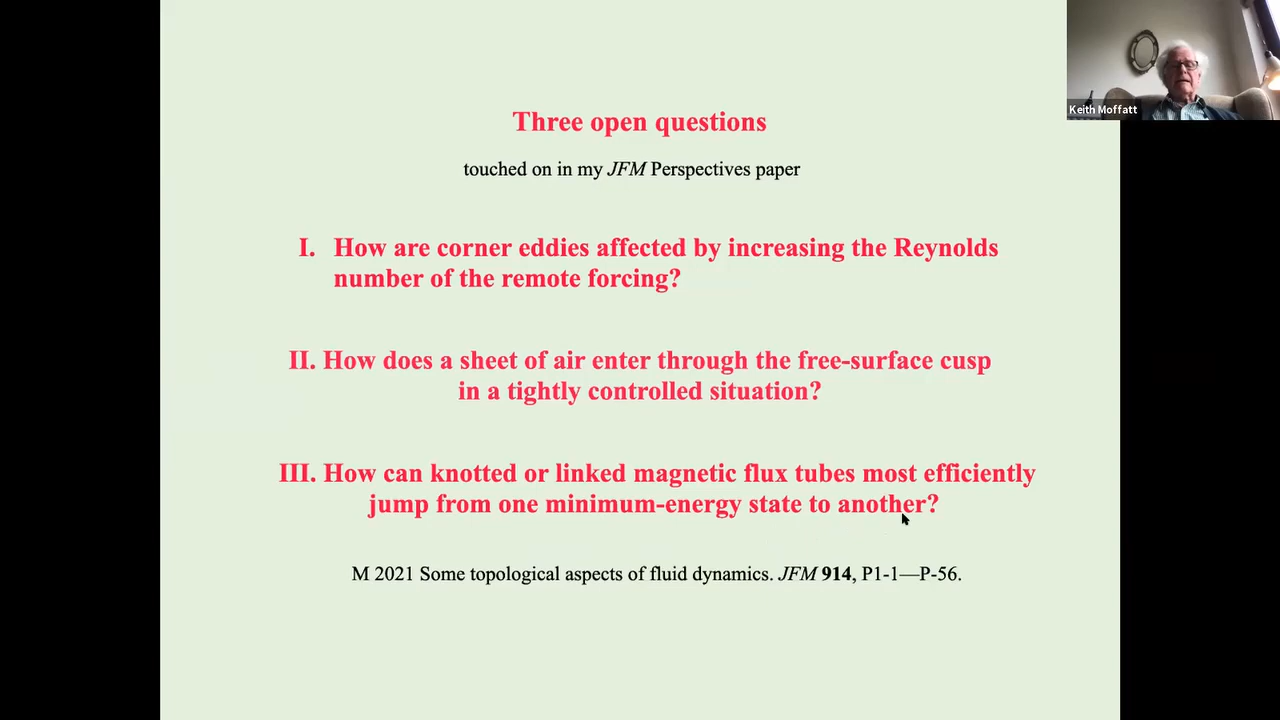 Keith Moffatt
Three open questions
touched on in my JFM Perspectives paper
I. How are corner eddies affected by increasing the Reynolds
number of the remote forcing?
II. How does a sheet of air enter through the free-surface cusp
in a tightly controlled situation?
III. How can knotted or linked magnetic flux tubes most efficiently
jump from one minimum-energy state to another?
M 2021 Some topological aspects of fluid dynamics. JFM 914, P1-1—P-56.